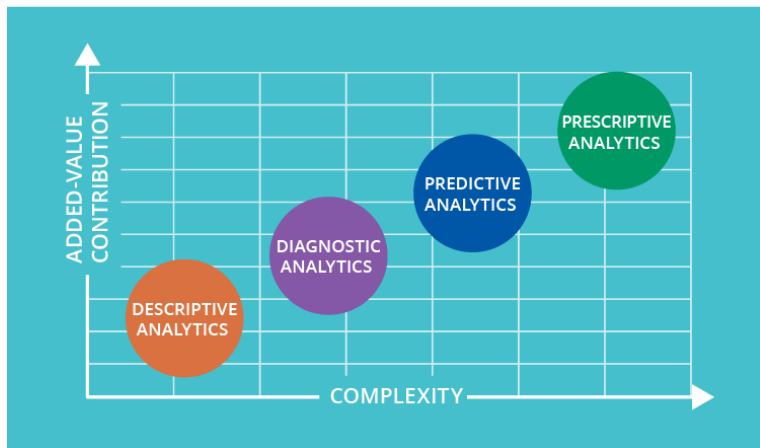 ADDED-VALUE
CONTRIBUTION
PRESCRIPTIVE
ANALYTICS
PREDICTIVE
ANALYTICS
DIAGNOSTIC
ANALYTICS
DESCRIPTIVE
ANALYTICS
COMPLEXITY